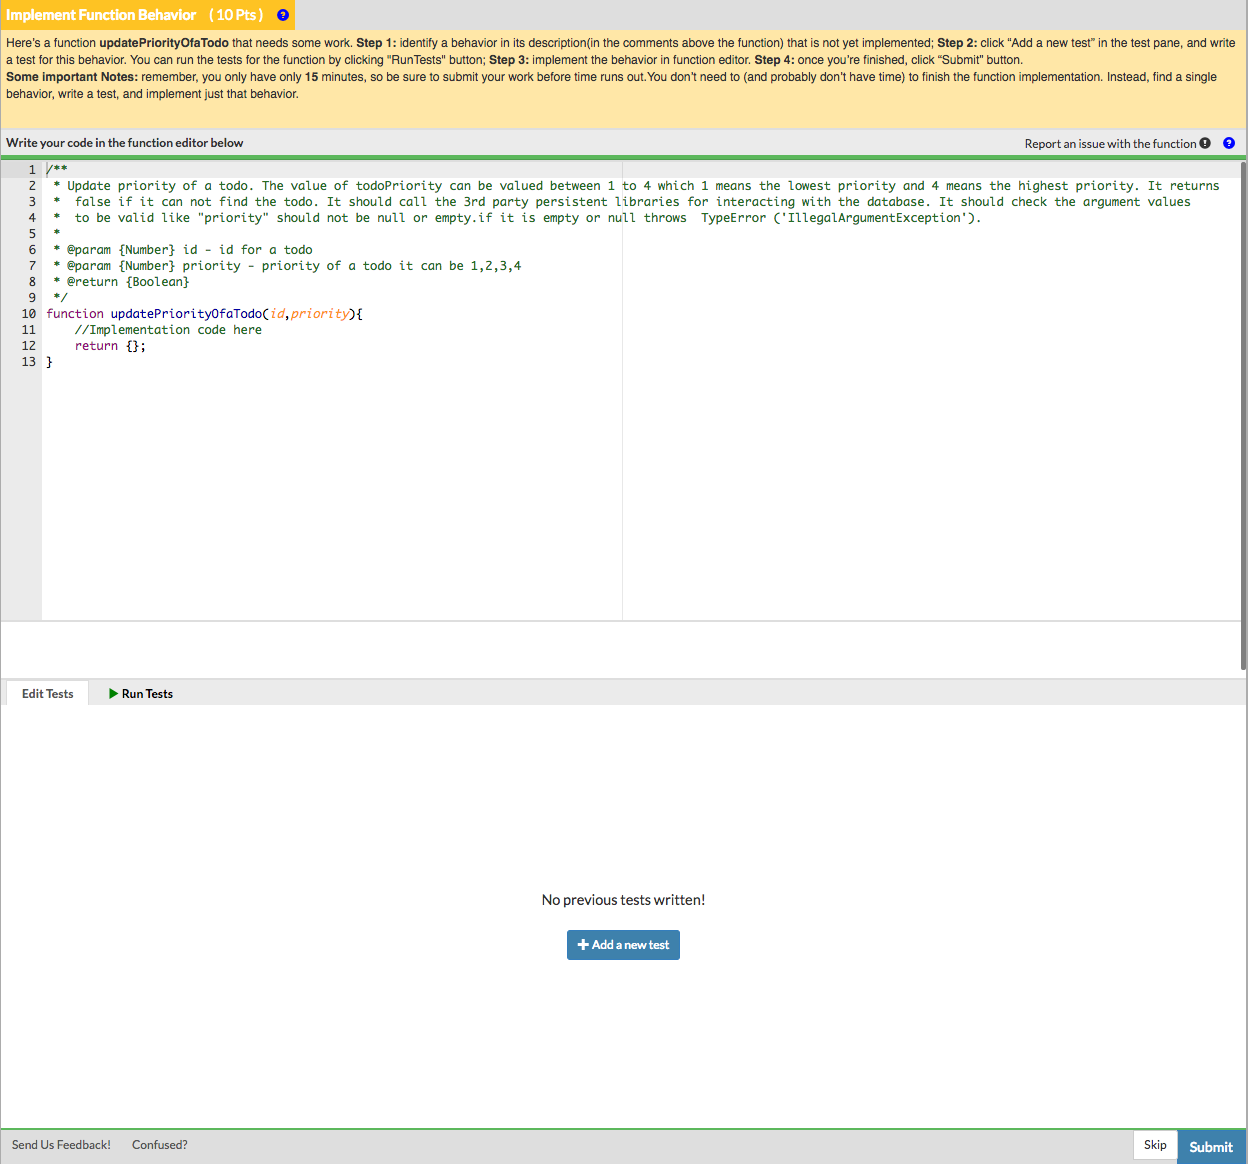 Implement Function Behavior (10 Pts) ?
Here's a function updatePriorityOfaTodo that needs some work. Step 1: identify a behavior in its description(in the comments above the function) that is not yet implemented; Step 2: click “Add a new test” in the test pane, and write
a test for this behavior. You can run the tests for the function by clicking "RunTests" button; Step 3: implement the behavior in function editor. Step 4: once you're finished, click “Submit” button.
Some important Notes: remember, you only have only 15 minutes, so be sure to submit your work before time runs out.You don't need to (and probably don't have time) to finish the function implementation. Instead, find a single
behavior, write a test, and implement just that behavior.
Write your code in the function editor below
Report an issue with the function ! ?
1 /**
2 * Update priority of a todo. The value of todoPriority can be valued between 1 to 4 which 1 means the lowest priority and 4 means the highest priority. It returns
3 * false if it can not find the todo. It should call the 3rd party persistent libraries for interacting with the database. It should check the argument values
4 * to be valid like "priority" should not be null or empty.if it is empty or null throws TypeError ('IllegalArgumentException').
5 *
6 * @param {Number} id - id for a todo
7 * @param {Number} priority - priority of a todo it can be 1,2,3,4
8 * @return {Boolean}
9 */
10 function updatePriorityOfaTodo(id,priority){
11 //Implementation code here
12 return {};
13 }
Edit Tests Run Tests
No previous tests written!
+ Add a new test
Send Us Feedback! Confused? Skip Submit